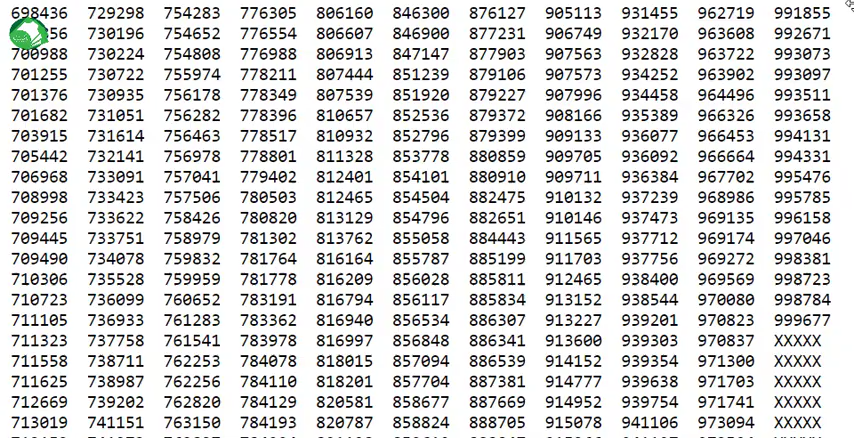 698436 729298 754283 776305 806160 846300 876127 905113 931455 962719 991855
56 730196 754652 776554 806607 846900 877231 906749 932170 963608 992671
700988 730224 754808 776988 806913 847147 877903 907563 932828 963722 993073
701255 730722 755974 778211 807444 851239 879106 907573 934252 963902 993097
701376 730935 756178 778349 807539 851920 879227 907996 934458 964496 993511
701682 731051 756282 778396 810657 852536 879372 908166 935389 966326 993658
703915 731614 756463 778517 810932 852796 879399 909133 936077 966453 994131
705442 732141 756978 778801 811328 853778 880859 909705 936092 966664 994331
706968 733091 757041 779402 812401 854101 880910 909711 936384 967702 995476
708998 733423 757506 780503 812465 854504 882475 910132 937239 968986 995785
709256 733622 758426 780820 813129 854796 882651 910146 937473 969135 996158
709445 733751 758979 781302 813762 855058 884443 911565 937712 969174 997046
709490 734078 759832 781764 816164 855787 885199 911703 937756 969272 998381
710306 735528 759959 781778 816209 856028 885811 912465 938400 969569 998723
710723 736099 760652 783191 816794 856117 885834 913152 938544 970080 998784
711105 736933 761283 783362 816940 856534 886307 913227 939201 970823 999677
711323 737758 761541 783978 816997 856848 886341 913600 939303 970837 XXXXX
711558 738711 762253 784078 818015 857094 886539 914152 939354 971300 XXXXX
711625 738987 762256 784110 818201 857704 887381 914777 939638 971703 XXXXX
712669 739202 762820 784129 820581 858677 887669 914952 939754 971741 XXXXX
713019 741151 763150 784193 820787 858824 888705 915078 941106 973094 XXXXX